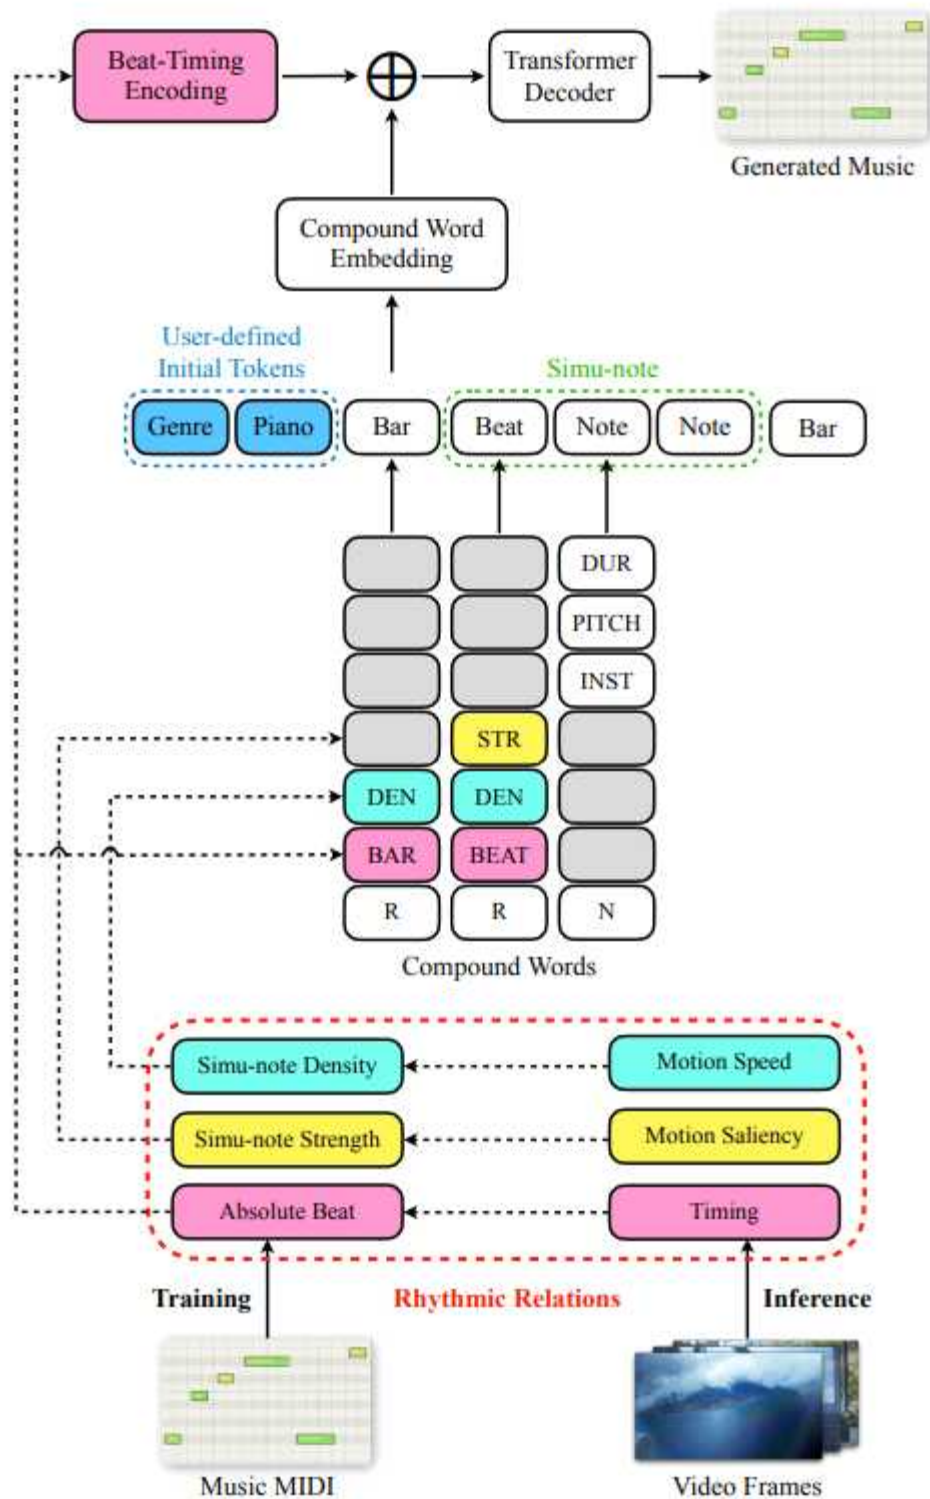 Beat-Timing
Encoding
Transformer
Decoder
Generated Music
Compound Word
Embedding
User-defined
Initial Tokens
Simu-note
Genre
Piano
Bar
Beat
Note
Note
Bar
DUR
PITCH
INST
STR
DEN
DEN
BAR
BEAT
R
R
N
Compound Words
Simu-note Density
Motion Speed
Simu-note Strength
Motion Saliency
Absolute Beat
Timing
Training
Rhythmic Relations
Inference
Music MIDI
Video Frames